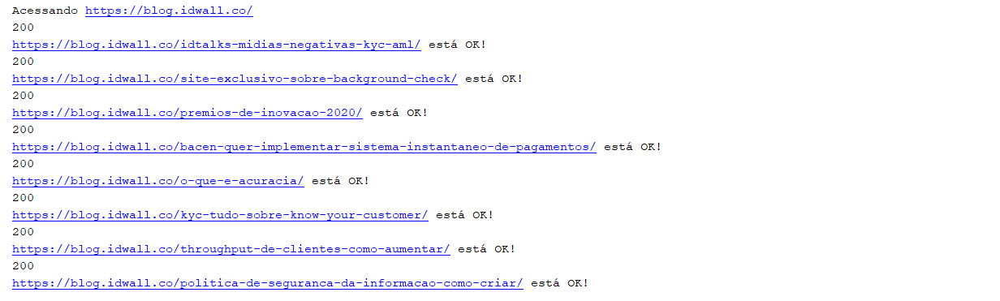 Acessando https://blog.idwall.co/
200
https://blog.idwall.co/idtalks-midias-negativas-kyc-aml/ está OK!
200
https://blog.idwall.co/site-exclusivo-sobre-background-check/ está OK!
200
https://blog.idwall.co/premios-de-inovacao-2020/ está OK!
200
https://blog.idwall.co/bacen-quer-implementar-sistema-instantaneo-de-pagamentos/ está OK!
200
https://blog.idwall.co/o-que-e-acuracia/ está OK!
200
https://blog.idwall.co/kyc-tudo-sobre-know-your-customer/ está OK!
200
https://blog.idwall.co/throughput-de-clientes-como-aumentar/ está OK!
200
https://blog.idwall.co/politica-de-seguranca-da-informacao-como-criar/ está OK!